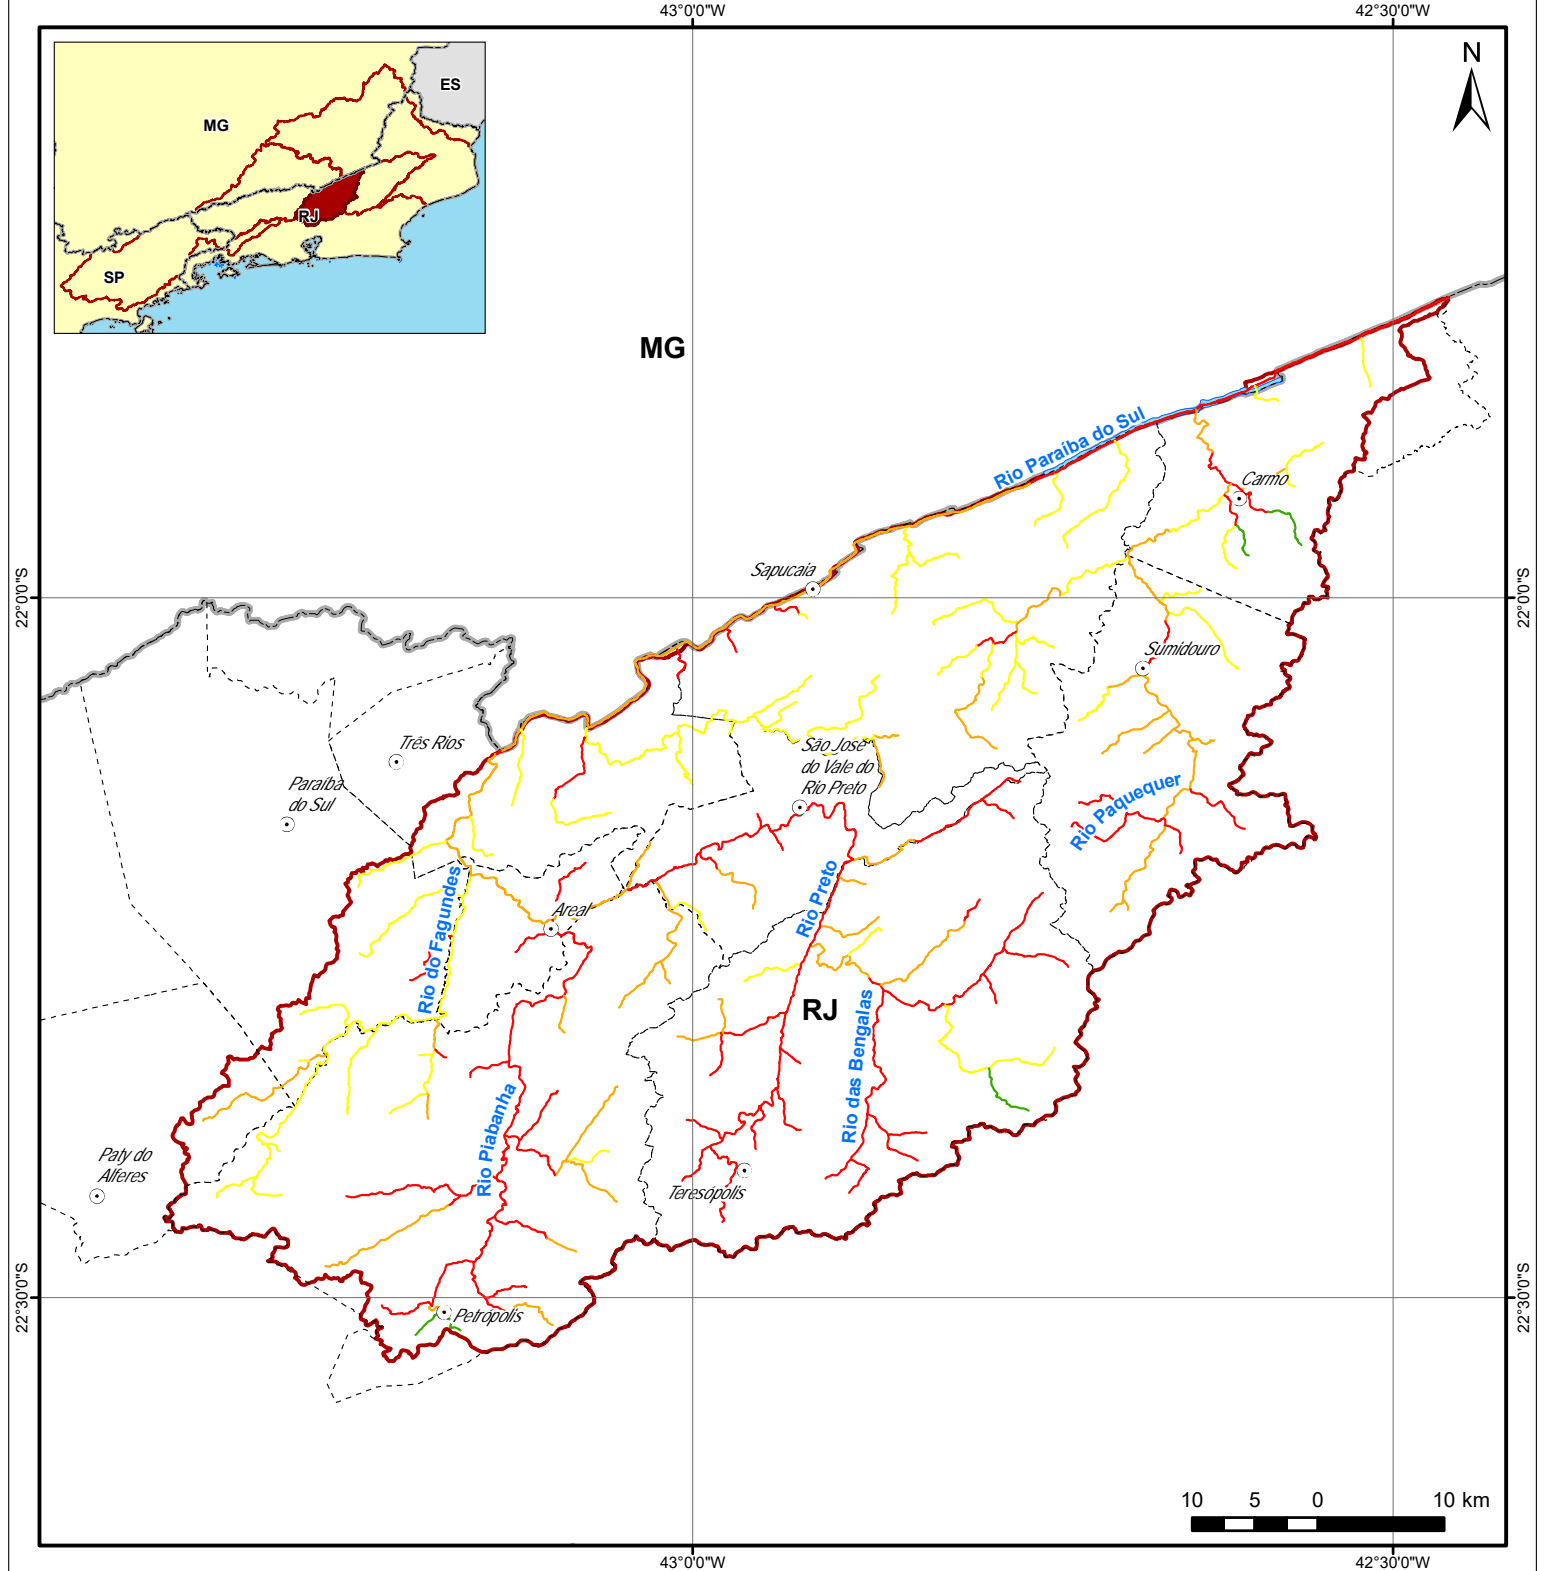 43°0'0"W
42°30'0"W
ES
MG
RJ
SP
N
MG
Rio Paraíba do Sul
Carmo
Sapucaia
22°0'0"S
22°0'0"S
Sumidouro
Três Rios
São José
do Vale do
Rio Preto
Paraíba
do Sul
Rio Paquequer
Rio Preto
Rio do Fagundes
Areal
RJ
Rio das Bengalas
Rio Piabanha
Paty do
Alferes
Teresópolis
22°30'0"S
22°30'0"S
Petrópolis
10 5 0 10 km
43°0'0"W
42°30'0"W